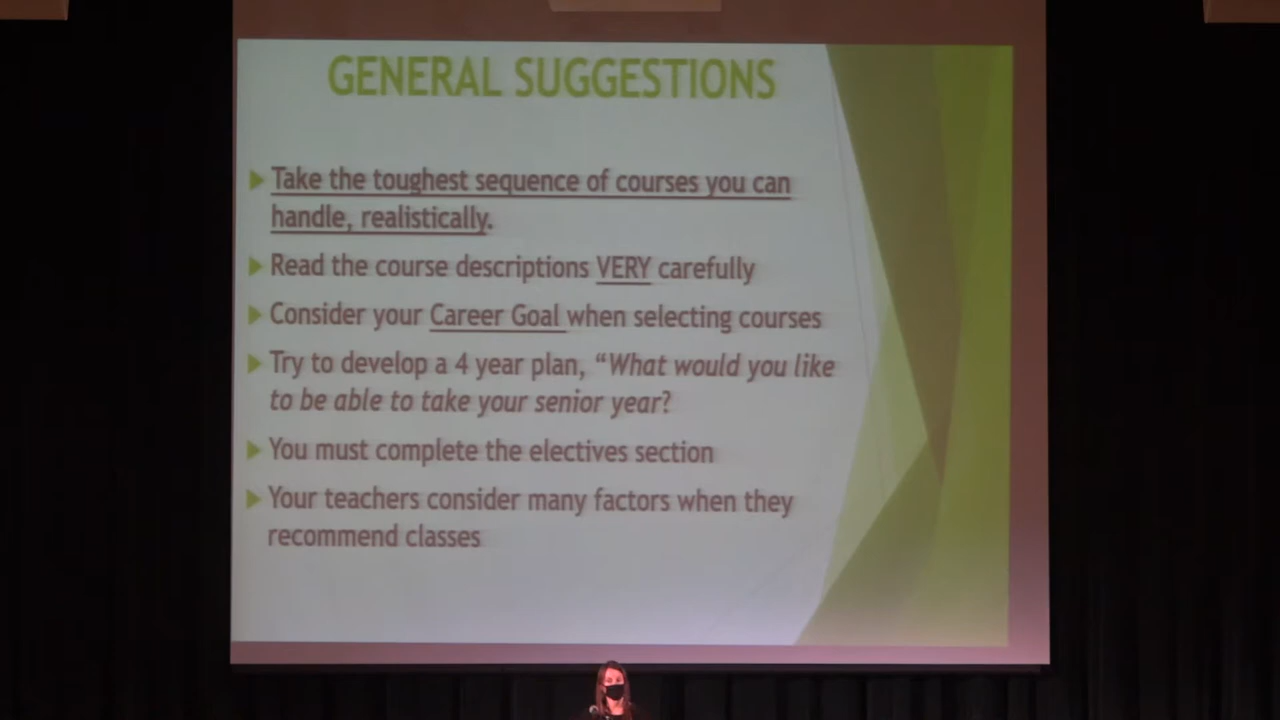 GENERAL SUGGESTIONS
Take the toughest sequence of courses you can
handle, realistically.
Read the course descriptions VERY carefully
Consider your Career Goal when selecting courses
Try to develop a 4 year plan, “What would you like
to be able to take your senior year?
You must complete the electives section
Your teachers consider many factors when they
recommend classes